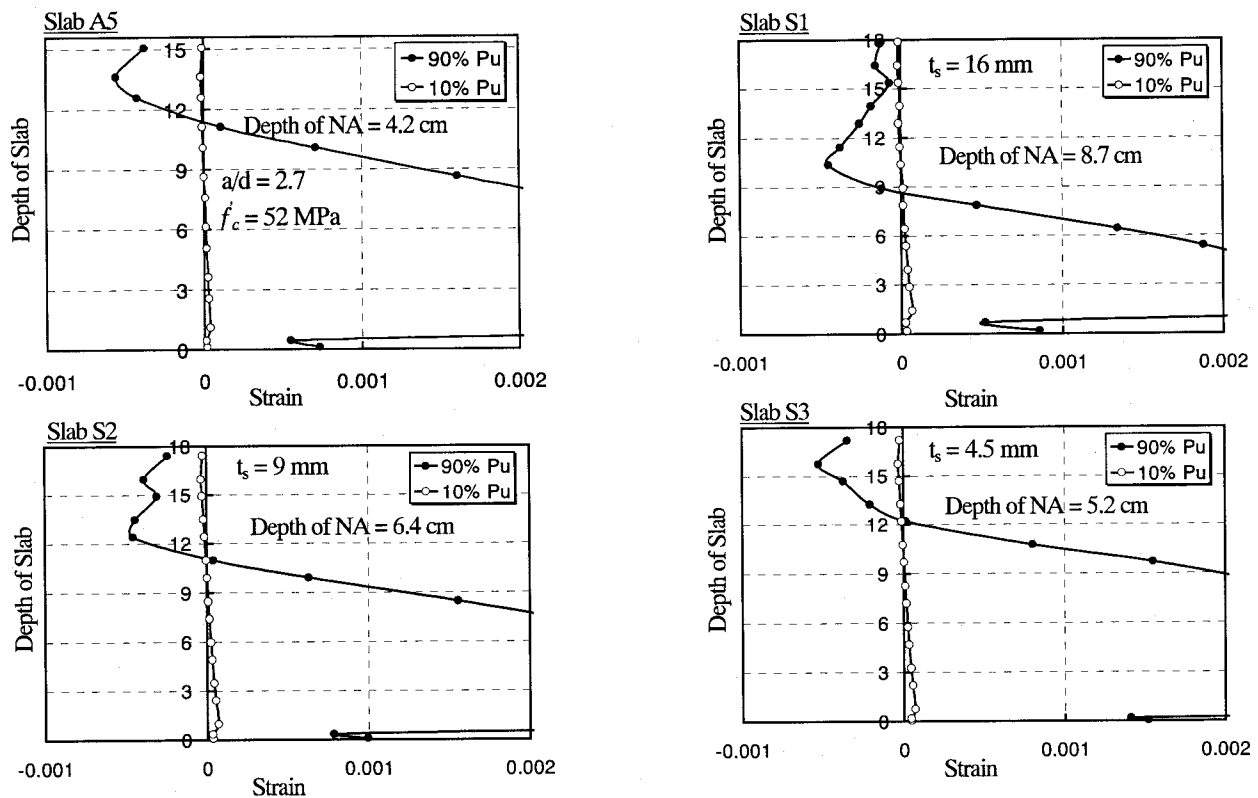 Slab A5
15
12
9
6
3
0
Depth of Slab
90% Pu
10% Pu
Depth of NA = 4.2 cm
a/d = 2.7
f'c = 52 MPa
-0.001
0
0.001
0.002
Strain
Slab S1
18
15
12
9
6
3
0
Depth of Slab
tₛ = 16 mm
90% Pu
10% Pu
Depth of NA = 8.7 cm
-0.001
0
0.001
0.002
Strain
Slab S2
18
15
12
9
6
3
0
Depth of Slab
tₛ = 9 mm
90% Pu
10% Pu
Depth of NA = 6.4 cm
-0.001
0
0.001
0.002
Strain
Slab S3
18
15
12
9
6
3
0
Depth of Slab
tₛ = 4.5 mm
90% Pu
10% Pu
Depth of NA = 5.2 cm
-0.001
0
0.001
0.002
Strain